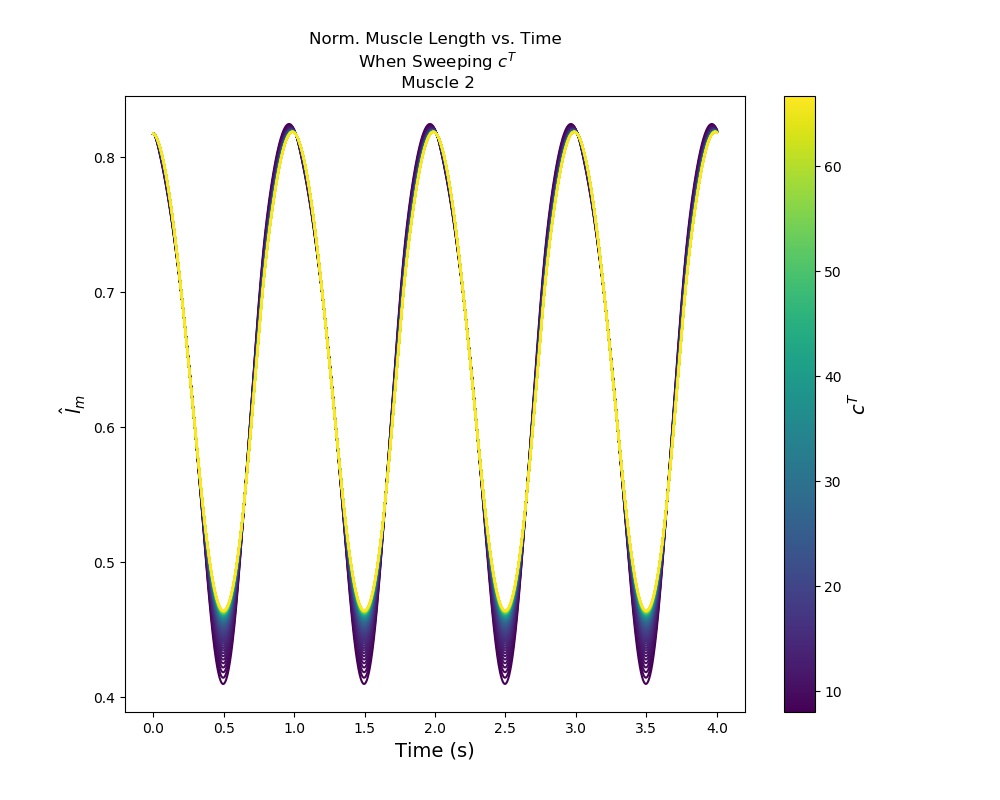 Norm. Muscle Length vs. Time
When Sweeping $c^T$
Muscle 2
0.8
0.7
0.6
0.5
0.4
$\hat{l}_m$
0.0 0.5 1.0 1.5 2.0 2.5 3.0 3.5 4.0
Time (s)
60
50
40
30
20
10
$c^T$